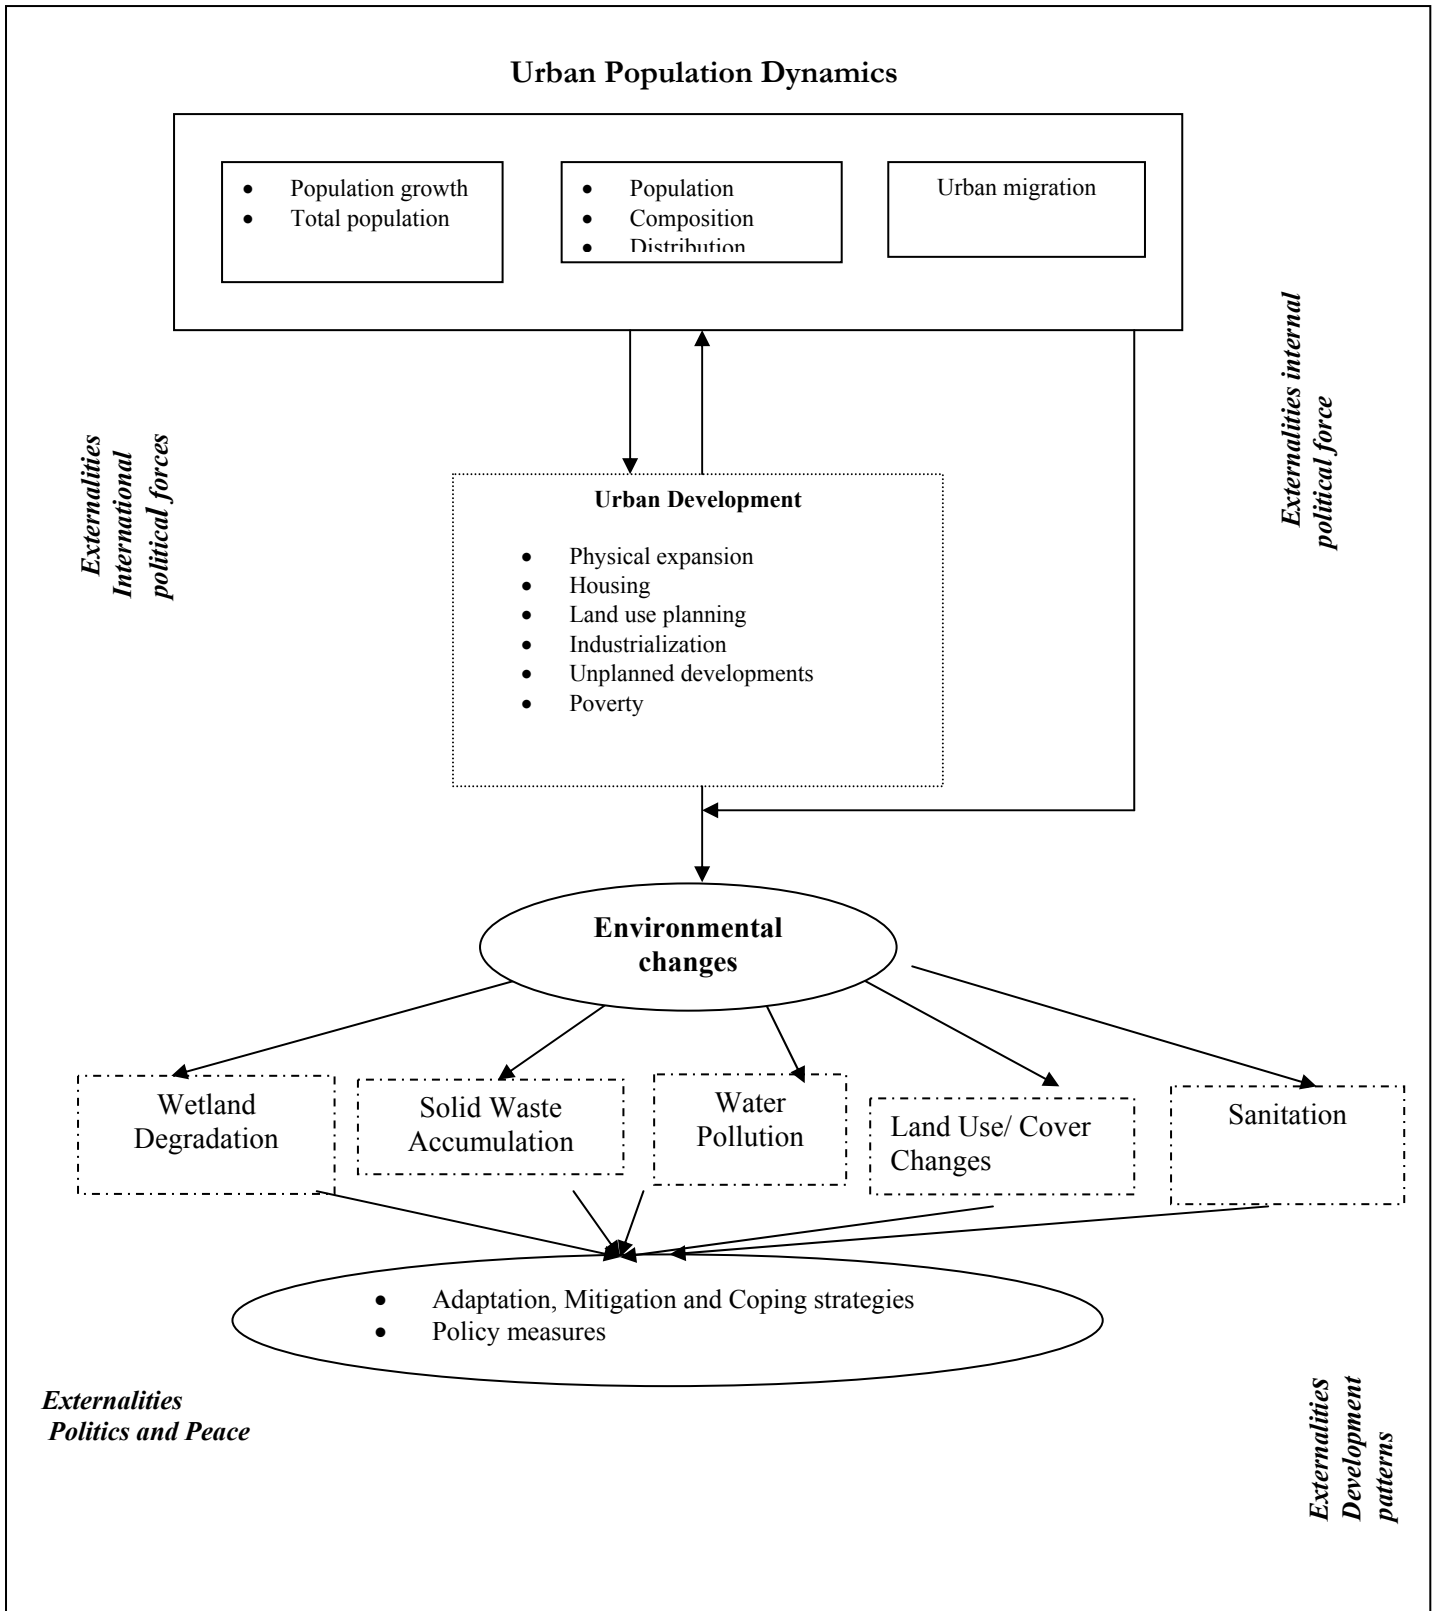 Urban Population Dynamics
• Population growth
• Total population
• Population
• Composition
• Distribution
Urban migration
Externalities
International
political forces
Externalities internal
political force
Urban Development
• Physical expansion
• Housing
• Land use planning
• Industrialization
• Unplanned developments
• Poverty
Environmental
changes
Wetland
Degradation
Solid Waste
Accumulation
Water
Pollution
Land Use/ Cover
Changes
Sanitation
• Adaptation, Mitigation and Coping strategies
• Policy measures
Externalities
Politics and Peace
Externalities
Development
patterns